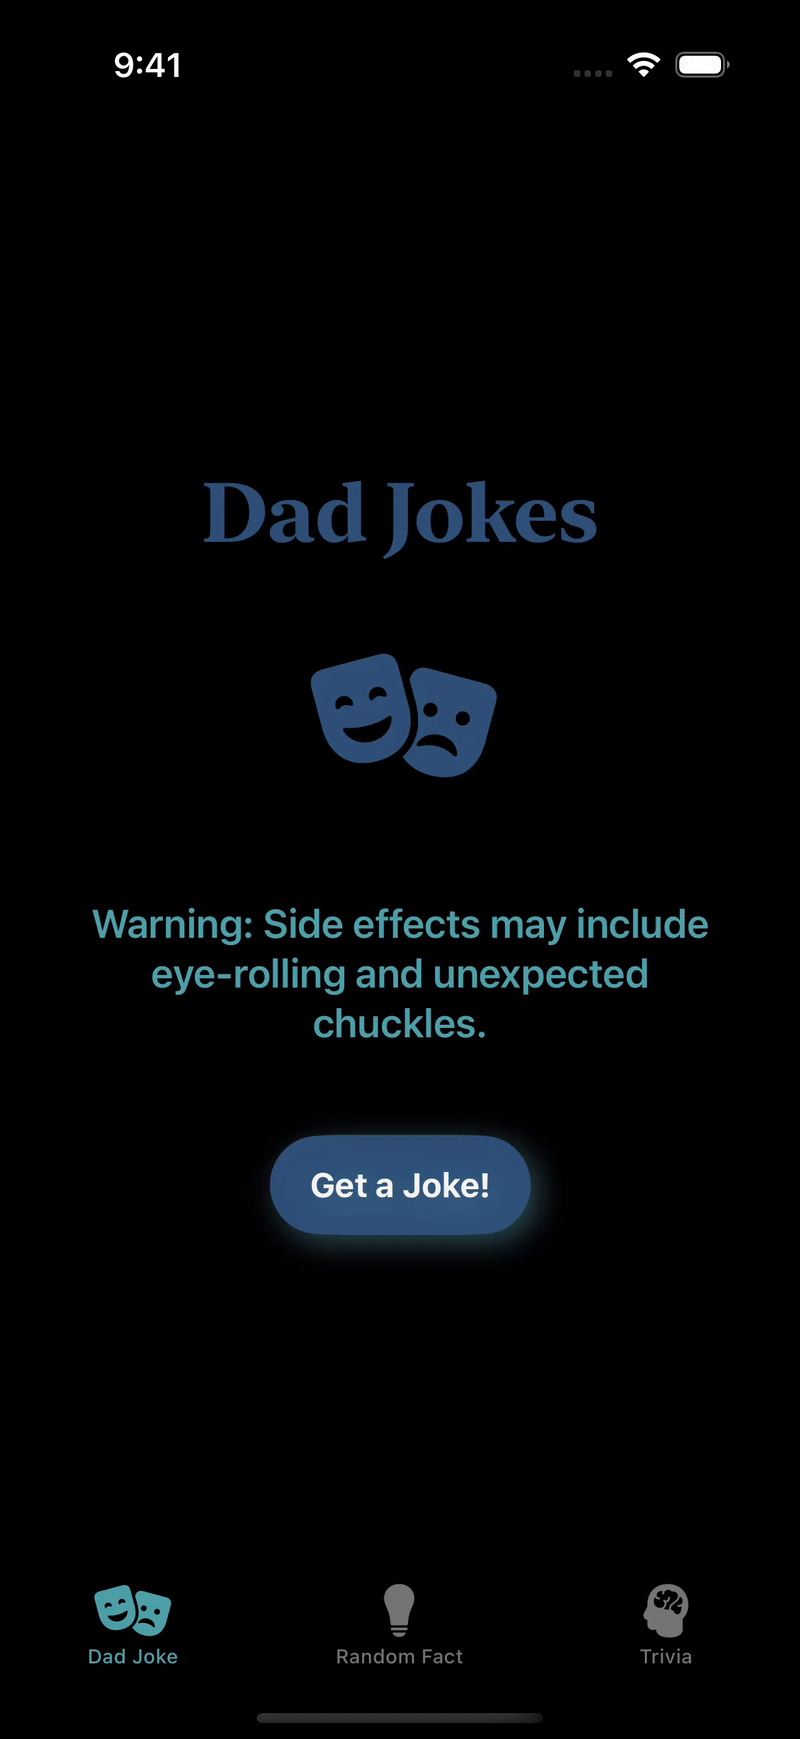 9:41
Dad Jokes
Warning: Side effects may include
eye-rolling and unexpected
chuckles.
Get a Joke!
Dad Joke
Random Fact
Trivia